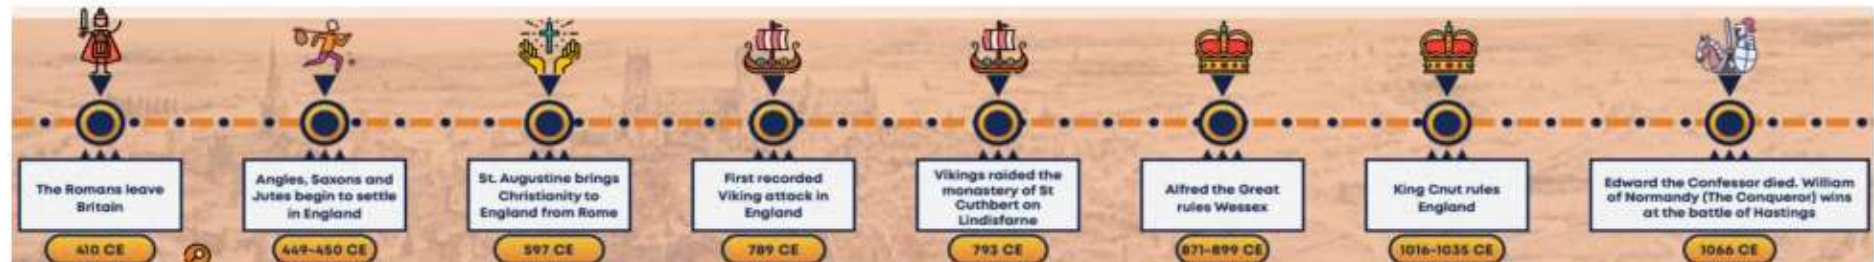 The Romans leave
Britain
410 CE
Angles, Saxons and
Jutes begin to settle
in England
449-450 CE
St. Augustine brings
Christianity to
England from Rome
597 CE
First recorded
Viking attack in
England
789 CE
Vikings raided the
monastery of St
Cuthbert on
Lindisfarne
793 CE
Alfred the Great
rules Wessex
871-899 CE
King Cnut rules
England
1016-1035 CE
Edward the Confessor died. William
of Normandy (The Conqueror) wins
at the battle of Hastings
1066 CE